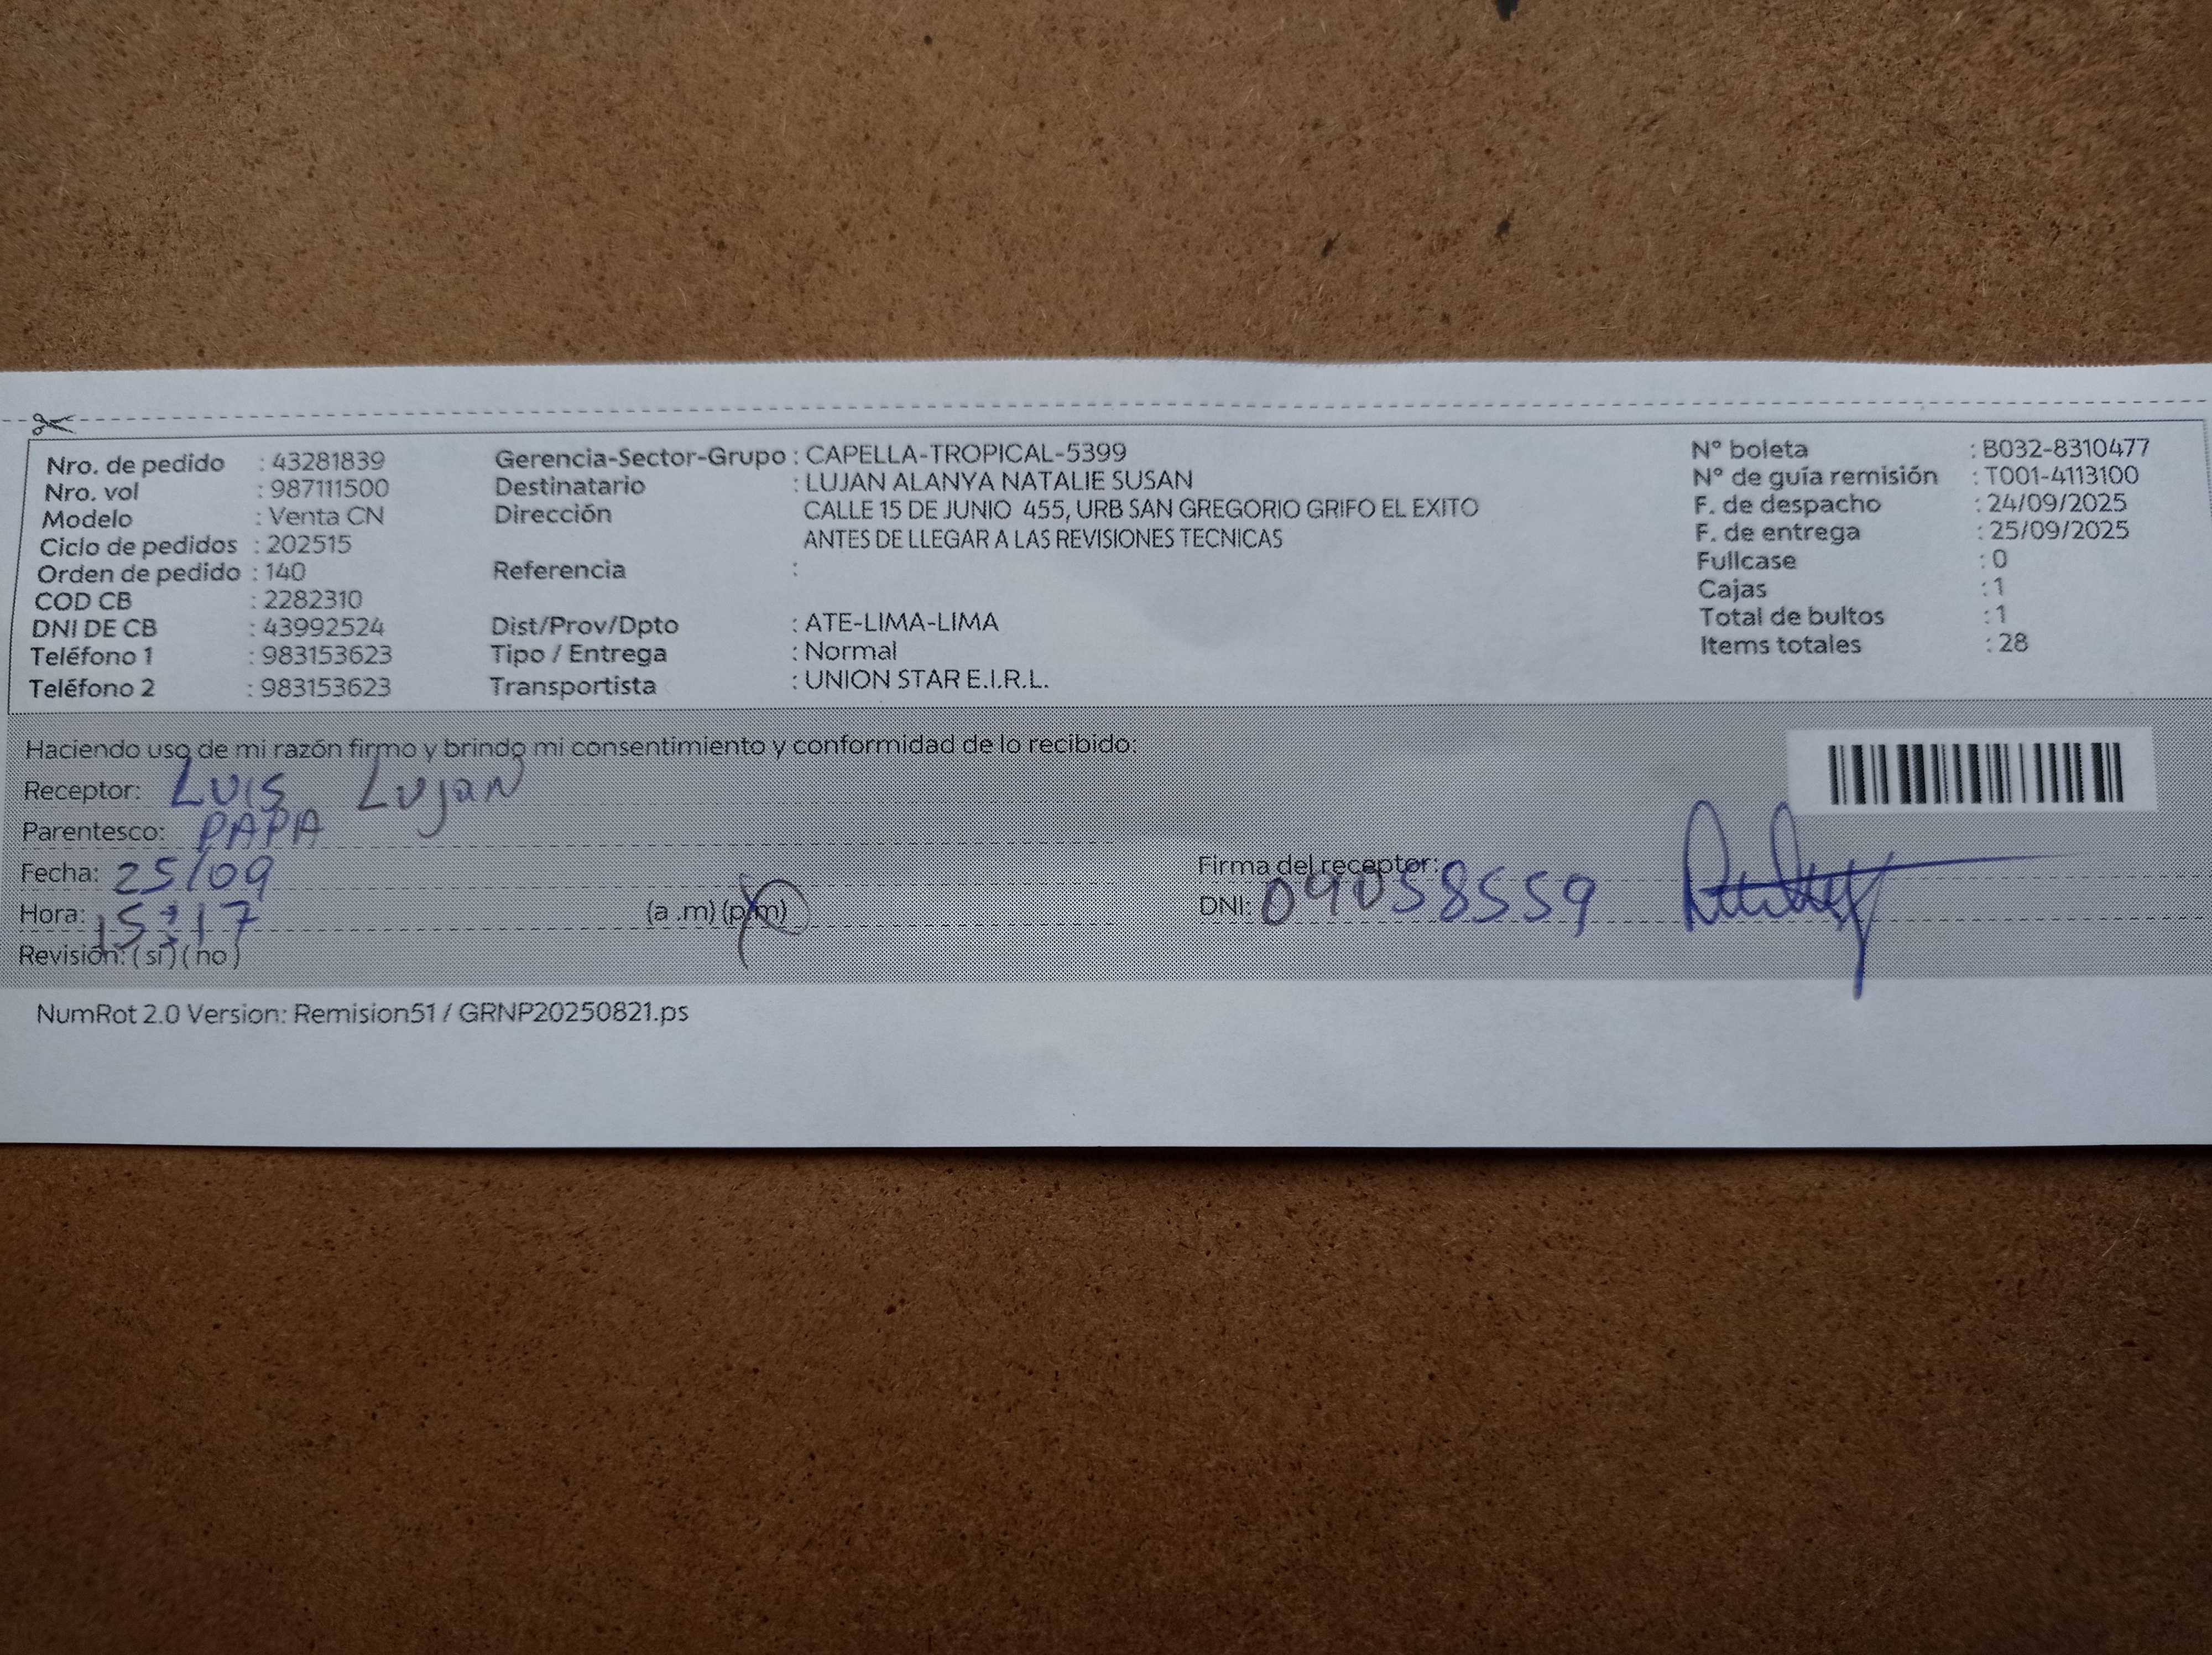 Nro. de pedido : 43281839
Nro. vol : 987111500
Modelo : Venta CN
Ciclo de pedidos : 202515
Orden de pedido : 140
COD CB : 2282310
DNI DE CB : 43992524
Teléfono 1 : 983153623
Teléfono 2 : 983153623
Gerencia-Sector-Grupo : CAPELLA-TROPICAL-5399
Destinatario : LUJAN ALANYA NATALIE SUSAN
Dirección CALLE 15 DE JUNIO 455, URB SAN GREGORIO GRIFO EL EXITO
ANTES DE LLEGAR A LAS REVISIONES TECNICAS
Referencia :
Dist/Prov/Dpto : ATE-LIMA-LIMA
Tipo / Entrega : Normal
Transportista : UNION STAR E.I.R.L.
N° boleta : B032-8310477
N° de guía remisión : T001-4113100
F. de despacho : 24/09/2025
F. de entrega : 25/09/2025
Fullcase : 0
Cajas : 1
Total de bultos : 1
Items totales : 28
Haciendo uso de mi razón firmo y brindo mi consentimiento y conformidad de lo recibido:
Receptor: LUIS Lujan
Parentesco: PAPA
Fecha: 25/09
Hora: 15:17 (a .m) (p.m)
Revisión: ( sí ) ( no )
Firma del receptor:
DNI: 09058559
NumRot 2.0 Version: Remision51 / GRNP20250821.ps